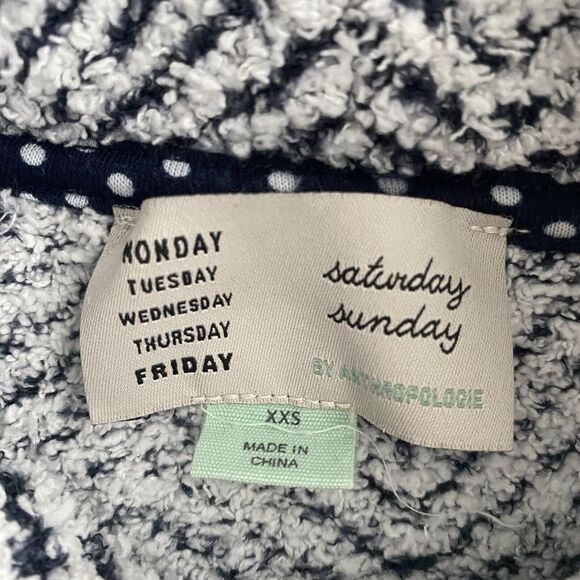 MONDAY
TUESDAY
WEDNESDAY
THURSDAY
FRIDAY
saturday
sunday
BY ANTHROPOLOGIE
XXS
MADE IN
CHINA